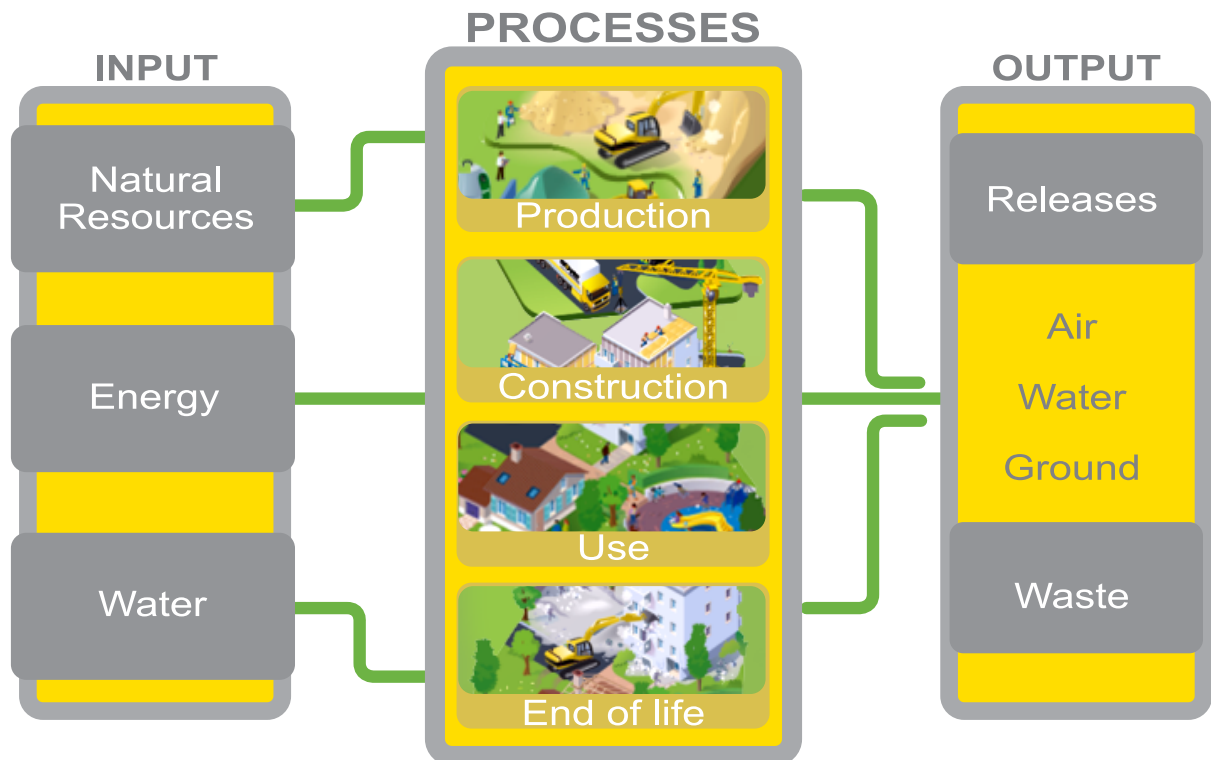 INPUT
Natural
Resources
Energy
Water
PROCESSES
Production
Construction
Use
End of life
OUTPUT
Releases
Air
Water
Ground
Waste